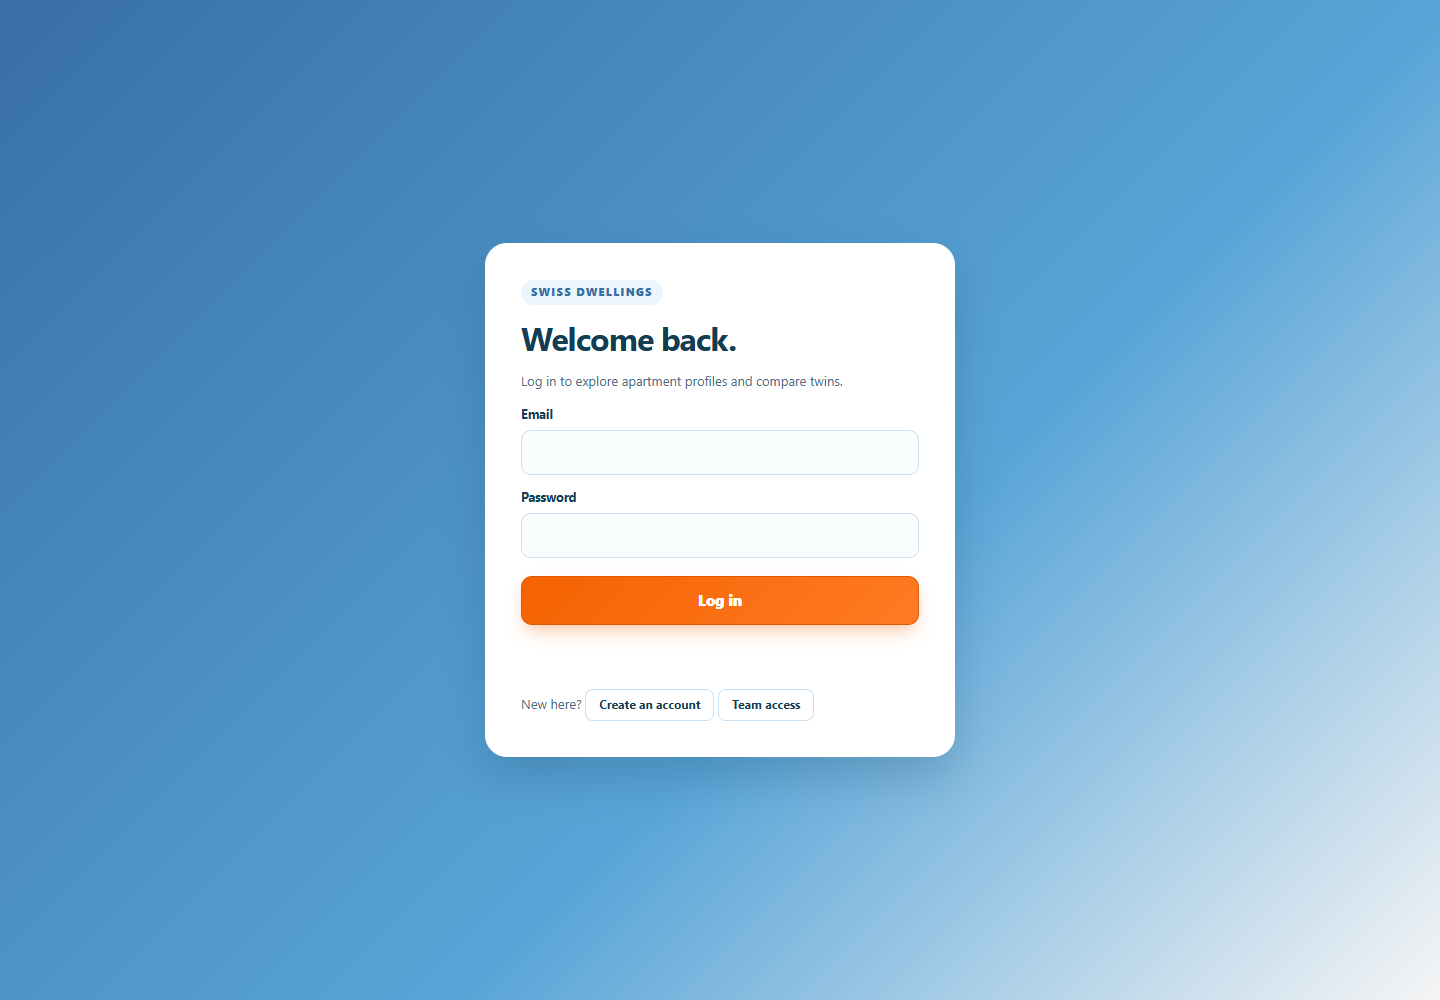 SWISS DWELLINGS
Welcome back.
Log in to explore apartment profiles and compare twins.
Email
Password
Log in
New here? Create an account Team access